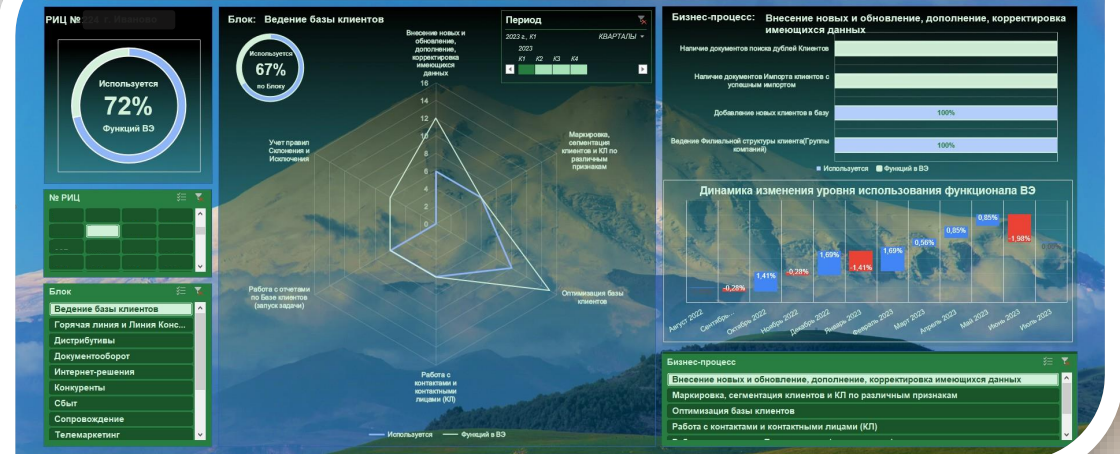 РИЦ №
Используется
72%
Функций ВЭ
№ РИЦ
Блок
Ведение базы клиентов
Горячая линия и Линия Конс...
Дистрибутивы
Документооборот
Интернет-решения
Конкуренты
Сбыт
Сопровождение
Телемаркетинг
Блок: Ведение базы клиентов
Используется
67%
по Блоку
Период
2023 г., К1 КВАРТАЛЫ
2023
К1 К2 К3 К4
Внесение новых и
обновление,
дополнение,
корректировка
имеющихся
данных
16
14
12
10
8
6
4
2
0
Маркировка,
сегментация
клиентов и КЛ по
различным
признакам
Оптимизация базы
клиентов
Работа с
контактами и
контактными
лицами (КЛ)
Работа с отчетами
по Базе клиентов
(запуск задачи)
Учет правил
Склонения и
Исключения
Используется Функций в ВЭ
Бизнес-процесс: Внесение новых и обновление, дополнение, корректировка
имеющихся данных
Наличие документов поиска дублей Клиентов
Наличие документов Импорта клиентов с
успешным импортом
Добавление новых клиентов в базу
100%
Ведение Филиальной структуры клиента(Группы
компаний)
100%
Используется Функций в ВЭ
Динамика изменения уровня использования функционала ВЭ
-0,28%
1,41%
-0,28%
1,69%
-1,41%
1,69%
0,56%
0,85%
0,85%
-1,98%
0,00%
Август 2022
Сентябрь...
Октябрь 2022
Ноябрь 2022
Декабрь 2022
Январь 2023
Февраль 2023
Март 2023
Апрель 2023
Май 2023
Июнь 2023
Июль 2023
Бизнес-процесс
Внесение новых и обновление, дополнение, корректировка имеющихся данных
Маркировка, сегментация клиентов и КЛ по различным признакам
Оптимизация базы клиентов
Работа с контактами и контактными лицами (КЛ)